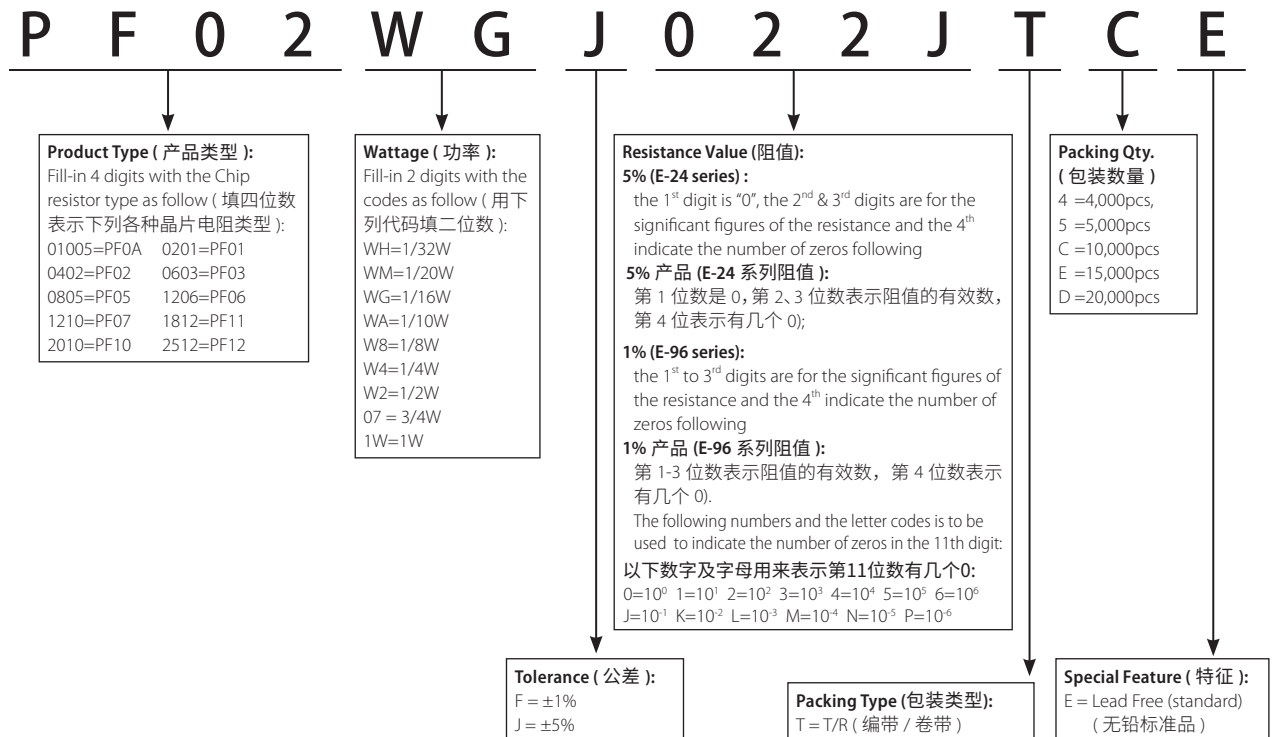 P F 0 2 W G J 0 2 2 J T C E
Product Type ( 产品类型 ):
Fill-in 4 digits with the Chip
resistor type as follow ( 填四位数
表示下列各种晶片电阻类型 ):
01005=PF0A 0201=PF01
0402=PF02 0603=PF03
0805=PF05 1206=PF06
1210=PF07 1812=PF11
2010=PF10 2512=PF12
Wattage ( 功率 ):
Fill-in 2 digits with the
codes as follow ( 用下
列代码填二位数 ):
WH=1/32W
WM=1/20W
WG=1/16W
WA=1/10W
W8=1/8W
W4=1/4W
W2=1/2W
07 = 3/4W
1W=1W
Resistance Value (阻值):
5% (E-24 series) :
the 1st digit is “0”, the 2nd & 3rd digits are for the
significant figures of the resistance and the 4th
indicate the number of zeros following
5% 产品 (E-24 系列阻值 ):
第 1 位数是 0，第 2、3 位数表示阻值的有效数，
第 4 位表示有几个 0);
1% (E-96 series):
the 1st to 3rd digits are for the significant figures of
the resistance and the 4th indicate the number of
zeros following
1% 产品 (E-96 系列阻值 ):
第 1-3 位数表示阻值的有效数，第 4 位数表示
有几个 0).
The following numbers and the letter codes is to be
used to indicate the number of zeros in the 11th digit:
以下数字及字母用来表示第11位数有几个0:
0=10⁰ 1=10¹ 2=10² 3=10³ 4=10⁴ 5=10⁵ 6=10⁶
J=10⁻¹ K=10⁻² L=10⁻³ M=10⁻⁴ N=10⁻⁵ P=10⁻⁶
Packing Qty.
( 包装数量 )
4 =4,000pcs,
5 =5,000pcs
C =10,000pcs
E =15,000pcs
D =20,000pcs
Tolerance ( 公差 ):
F = ±1%
J = ±5%
Packing Type (包装类型):
T = T/R ( 编带 / 卷带 )
Special Feature ( 特征 ):
E = Lead Free (standard)
( 无铅标准品 )